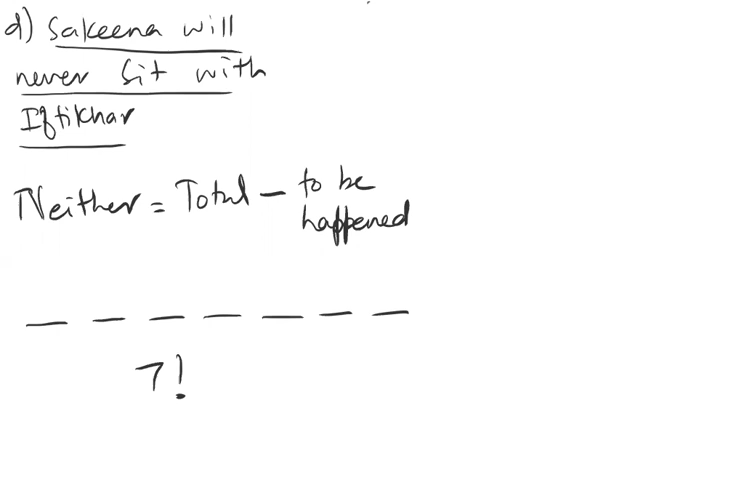 d) Sakeena will
never Sit with
Iftikhar
Neither = Total - to be
happened
7!